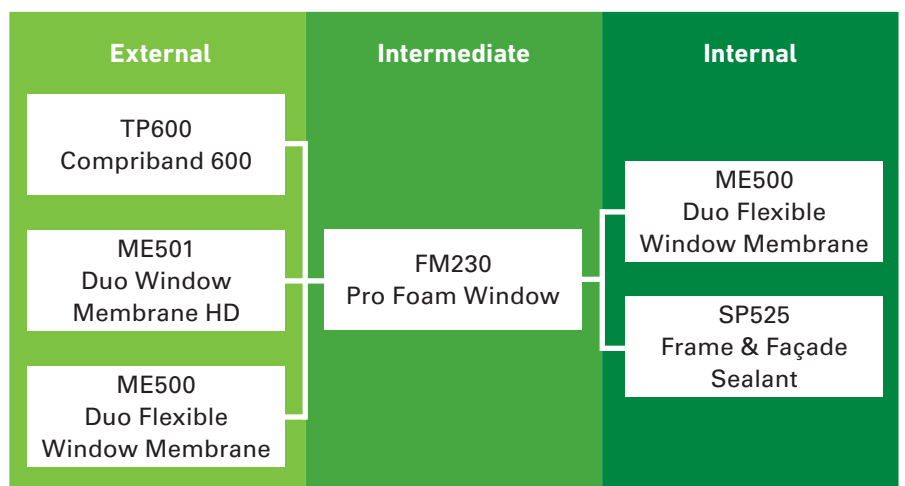 External
TP600
Compriband 600
ME501
Duo Window
Membrane HD
ME500
Duo Flexible
Window Membrane
Intermediate
FM230
Pro Foam Window
Internal
ME500
Duo Flexible
Window Membrane
SP525
Frame & Façade
Sealant